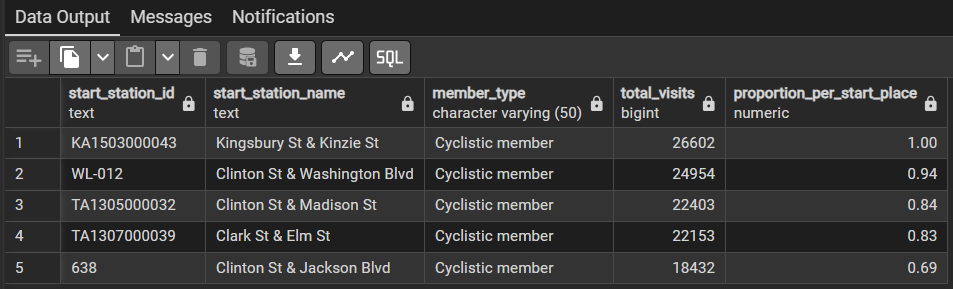 Data Output Messages Notifications
SQL
start_station_id start_station_name member_type total_visits proportion_per_start_place
text text character varying (50) bigint numeric
1 KA1503000043 Kingsbury St & Kinzie St Cyclistic member 26602 1.00
2 WL-012 Clinton St & Washington Blvd Cyclistic member 24954 0.94
3 TA1305000032 Clinton St & Madison St Cyclistic member 22403 0.84
4 TA1307000039 Clark St & Elm St Cyclistic member 22153 0.83
5 638 Clinton St & Jackson Blvd Cyclistic member 18432 0.69